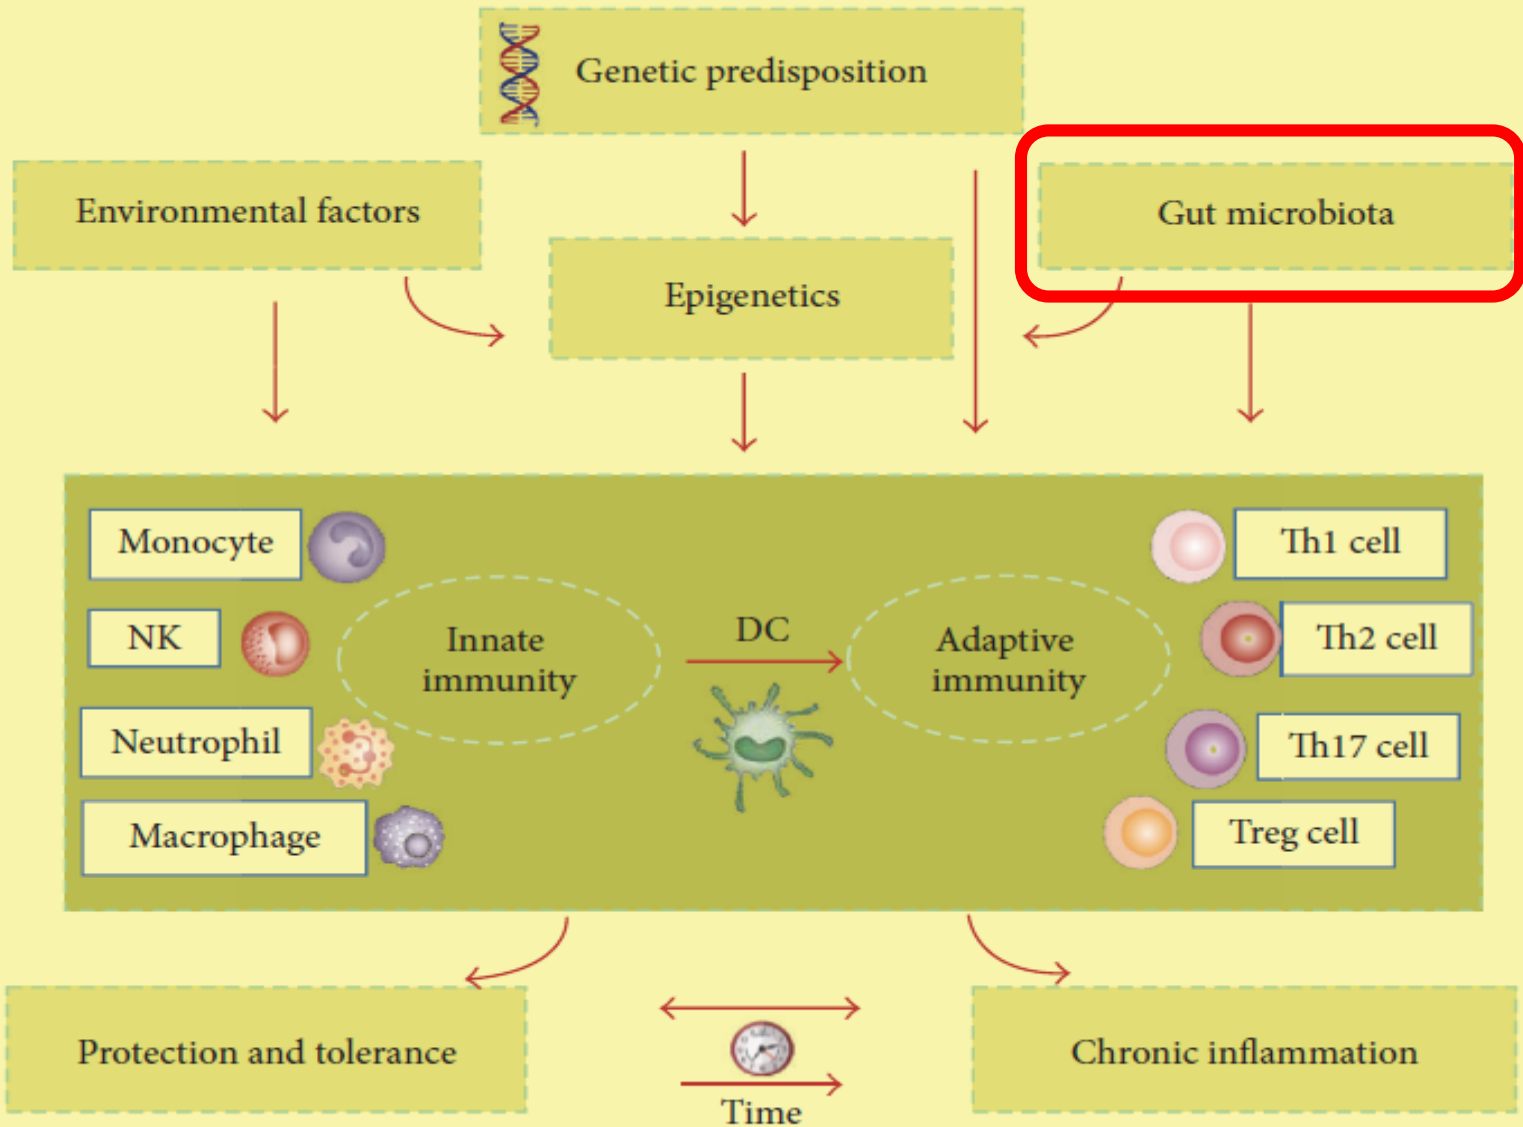 Genetic predisposition
Environmental factors
Gut microbiota
Epigenetics
Monocyte
NK
Neutrophil
Macrophage
Innate
immunity
DC
Adaptive
immunity
Th1 cell
Th2 cell
Th17 cell
Treg cell
Protection and tolerance
Time
Chronic inflammation